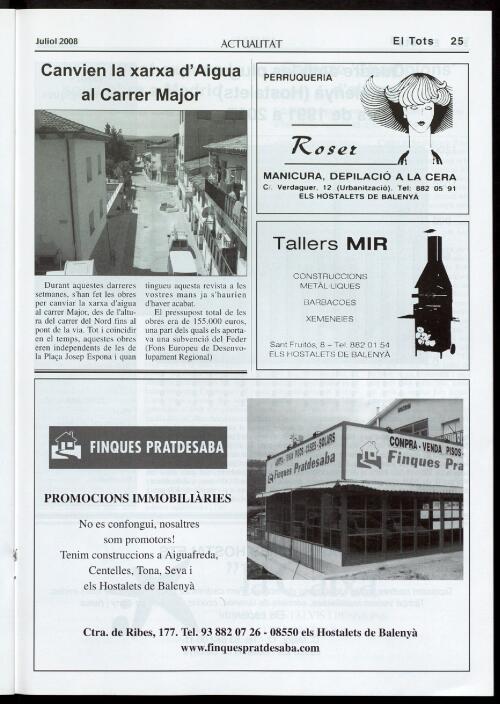 Juliol 2008
ACTUALITAT
El Tots 25
Canvien la xarxa d'Aigua
al Carrer Major
Durant aquestes darreres
setmanes, s'han fet les obres
per canviar la xarxa d'aigua
al carrer Major, des de l'altu-
ra del carrer del Nord fins al
pont de la via. Tot i coincidir
en el temps, aquestes obres
eren independents de les de
la Plaça Josep Espona i quan
tingueu aquesta revista a les
vostres mans ja s'haurien
d'haver acabat.
El pressupost total de les
obres era de 155.000 euros,
una part dels quals els aporta-
va una subvenció del Feder
(Fons Europeu de Desenvo-
lupament Regional)
PERRUQUERIA
Roser
MANICURA, DEPILACIÓ A LA CERA
C/. Verdaguer, 12 (Urbanització). Tel: 882 05 91
ELS HOSTALETS DE BALENYÀ
Tallers MIR
CONSTRUCCIONS
METÀL·LIQUES
BARBACOES
XEMENEIES
Sant Fruitós, 8 - Tel. 882 01 54
ELS HOSTALETS DE BALENYÀ
FINQUES PRATDESABA
PROMOCIONS IMMOBILIÀRIES
No es confongui, nosaltres
som promotors!
Tenim construccions a Aiguafreda,
Centelles, Tona, Seva i
els Hostalets de Balenyà
PISOS-CASES-SOLARS
Finques Pratdesaba
COMPRA - VENDA PISOS
Finques Pra
Ctra. de Ribes, 177. Tel. 93 882 07 26 - 08550 els Hostalets de Balenyà
www.finquespratdesaba.com